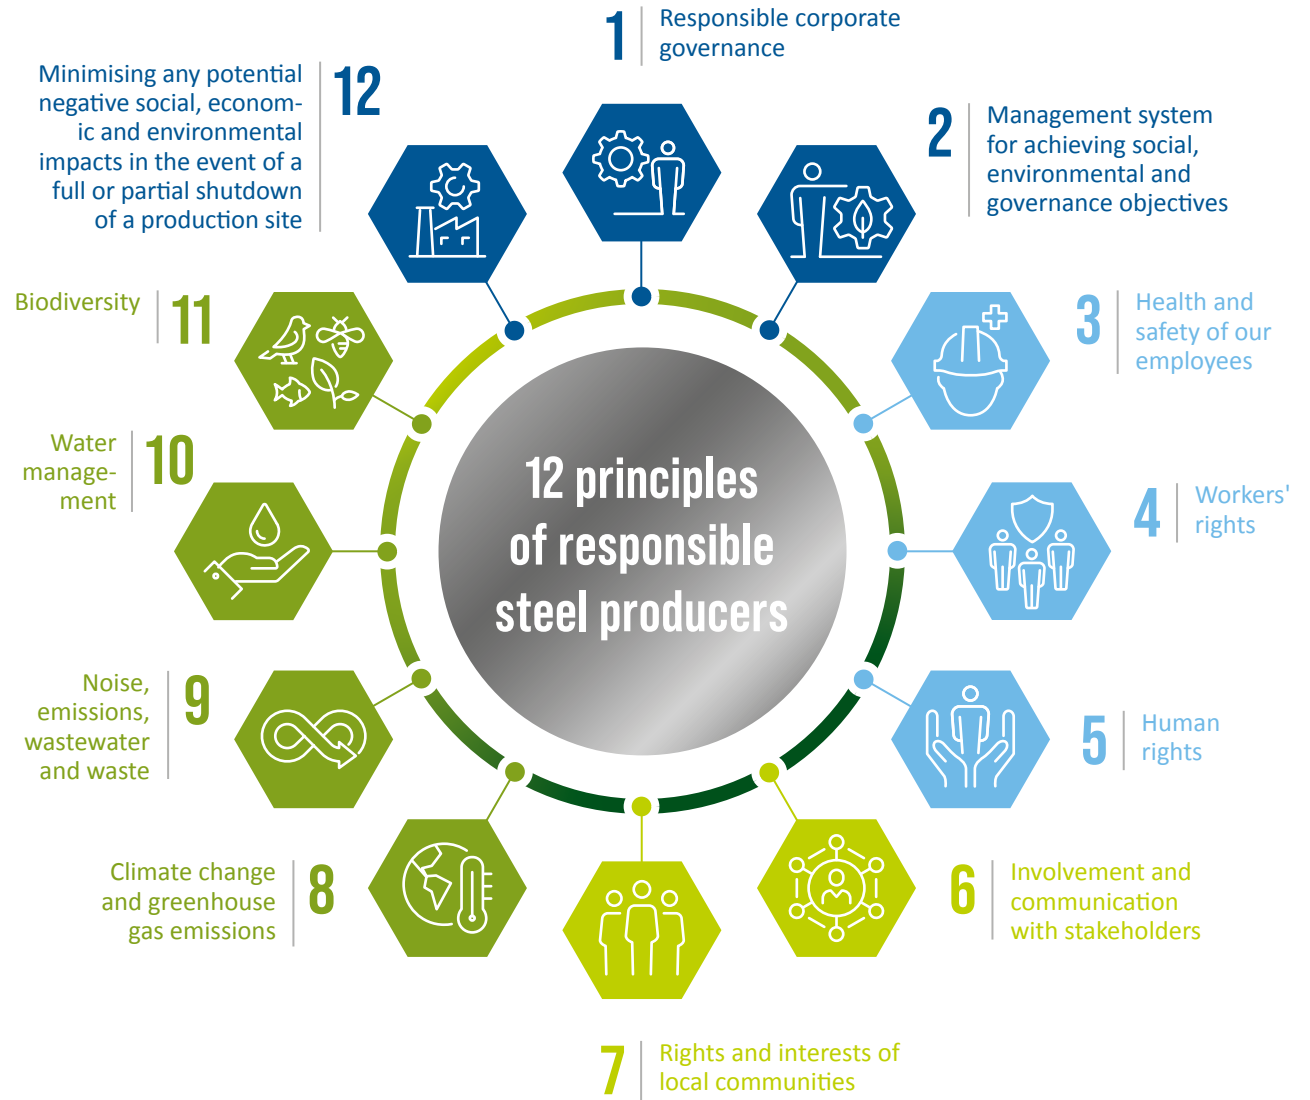 12 principles
of responsible
steel producers
1
Responsible corporate
governance
2
Management system
for achieving social,
environmental and
governance objectives
3
Health and
safety of our
employees
4
Workers'
rights
5
Human
rights
6
Involvement and
communication
with stakeholders
7
Rights and interests of
local communities
8
Climate change
and greenhouse
gas emissions
9
Noise,
emissions,
wastewater
and waste
10
Water
manage-
ment
11
Biodiversity
12
Minimising any potential
negative social, econom-
ic and environmental
impacts in the event of a
full or partial shutdown
of a production site